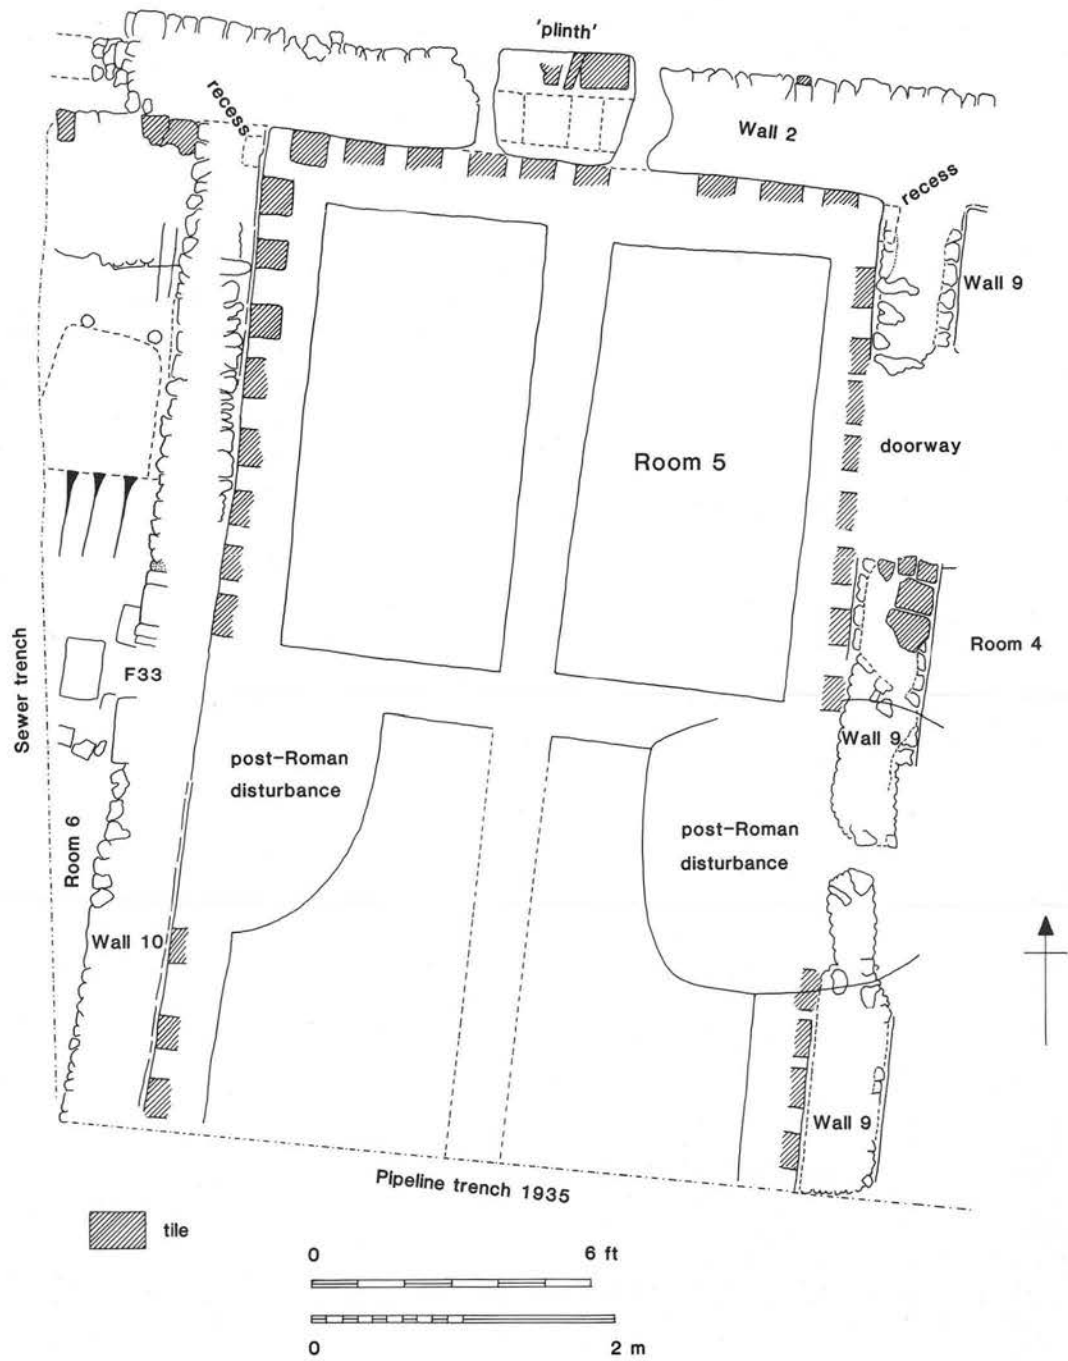 'plinth'
recess
Wall 2
recess
Wall 9
doorway
Room 5
Room 4
F33
Sewer trench
Wall 9
post-Roman
disturbance
post-Roman
disturbance
Room 6
Wall 10
Wall 9
Pipeline trench 1935
tile
0 6 ft
0 2 m